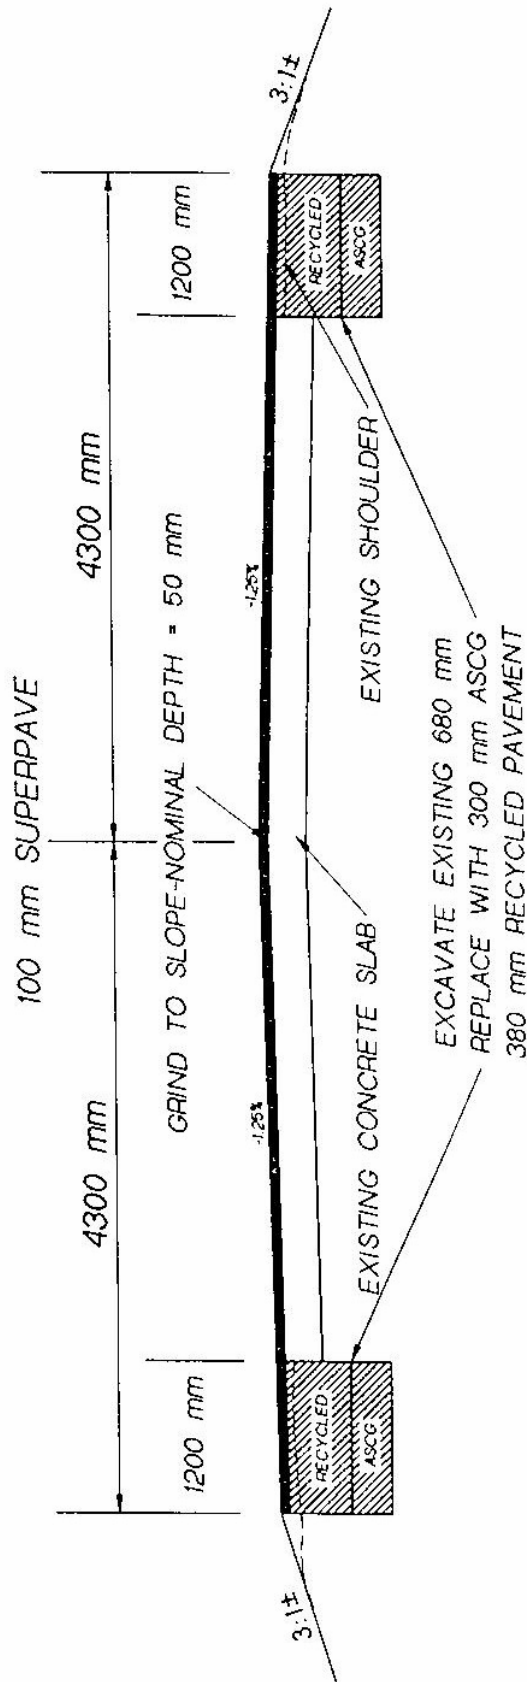 100 mm SUPERPAVE
4300 mm
4300 mm
1200 mm
1200 mm
GRIND TO SLOPE-NOMINAL DEPTH = 50 mm
-1.25%
-1.25%
3:1±
3:1±
RECYCLED
ASCG
RECYCLED
ASCG
EXISTING CONCRETE SLAB
EXISTING SHOULDER
EXCAVATE EXISTING 680 mm
REPLACE WITH 300 mm ASCG
380 mm RECYCLED PAVEMENT